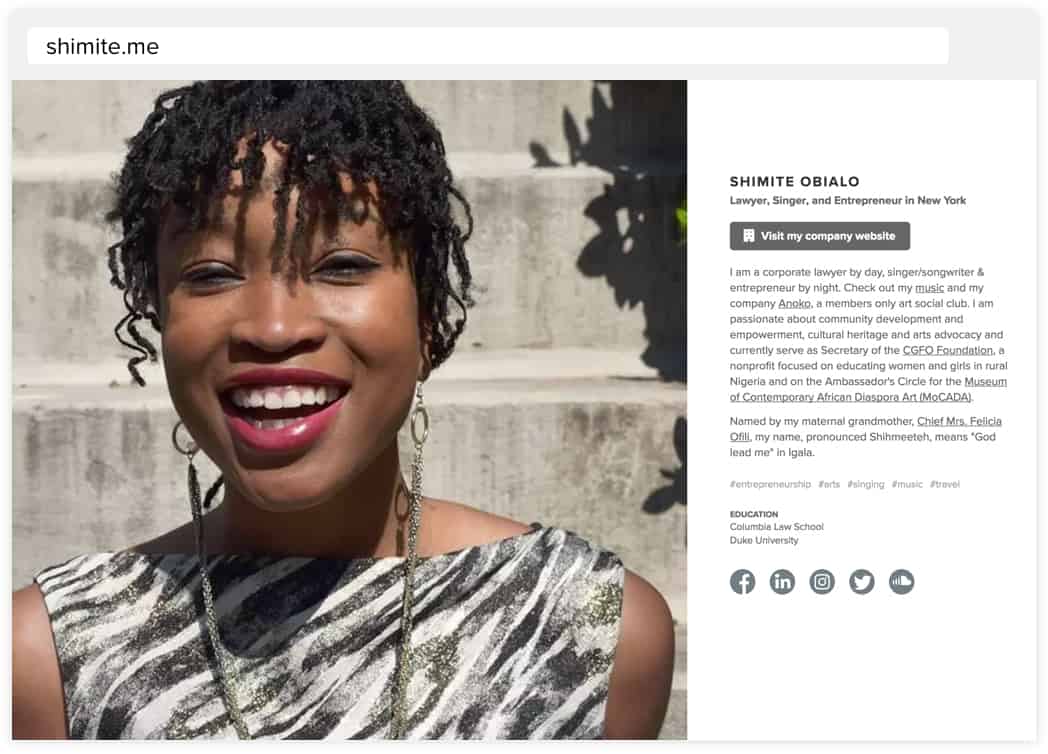 shimite.me
SHIMITE OBIALO
Lawyer, Singer, and Entrepreneur in New York
Visit my company website
I am a corporate lawyer by day, singer/songwriter &
entrepreneur by night. Check out my music and my
company Anoko, a members only art social club. I am
passionate about community development and
empowerment, cultural heritage and arts advocacy and
currently serve as Secretary of the CGFO Foundation, a
nonprofit focused on educating women and girls in rural
Nigeria and on the Ambassador's Circle for the Museum
of Contemporary African Diaspora Art (MoCADA).
Named by my maternal grandmother, Chief Mrs. Felicia
Ofili, my name, pronounced Shihmeeteh, means "God
lead me" in Igala.
#entrepreneurship #arts #singing #music #travel
EDUCATION
Columbia Law School
Duke University